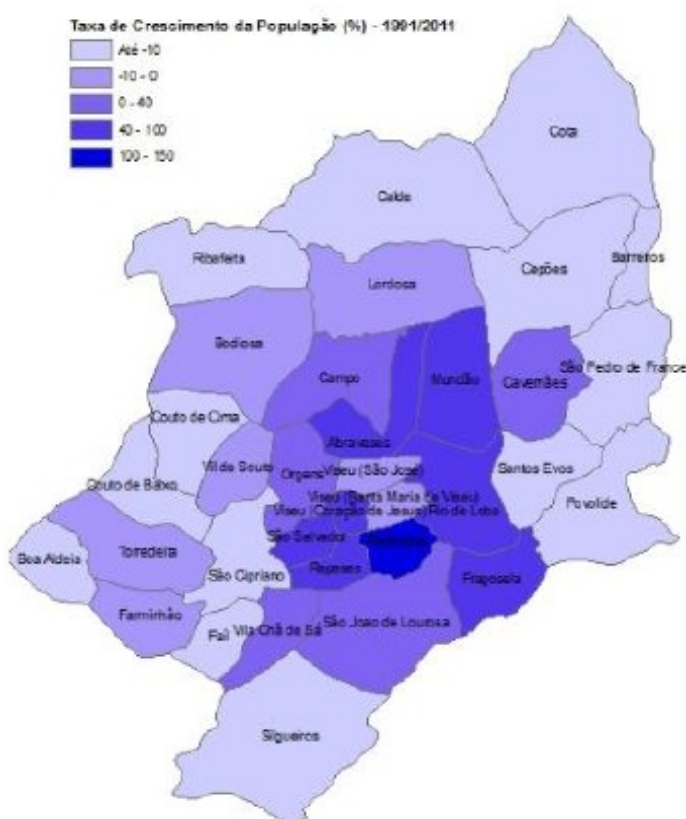 Taxa de Crescimento da População (%) - 1991/2011
Até -10
-10 - 0
0 - 40
40 - 100
100 - 150
Cota
Calde
Ribafeita
Barreiros
Cepões
Lordosa
Bodiosa
São Pedro de France
Campo
Mundão
Cavernães
Couto de Cima
Abraveses
Vil de Souto
Orgens
Viseu (São José)
Santos Evos
Couto de Baixo
Viseu (Santa Maria de Viseu)
Povolide
Viseu (Coração de Jesus)
Rio de Loba
São Salvador
Torredeita
Boa Aldeia
São Cipriano
Repeses
Fragosela
Farminhão
Fail
Vila Chã de Sá
São Joao de Lourosa
Silgueiros